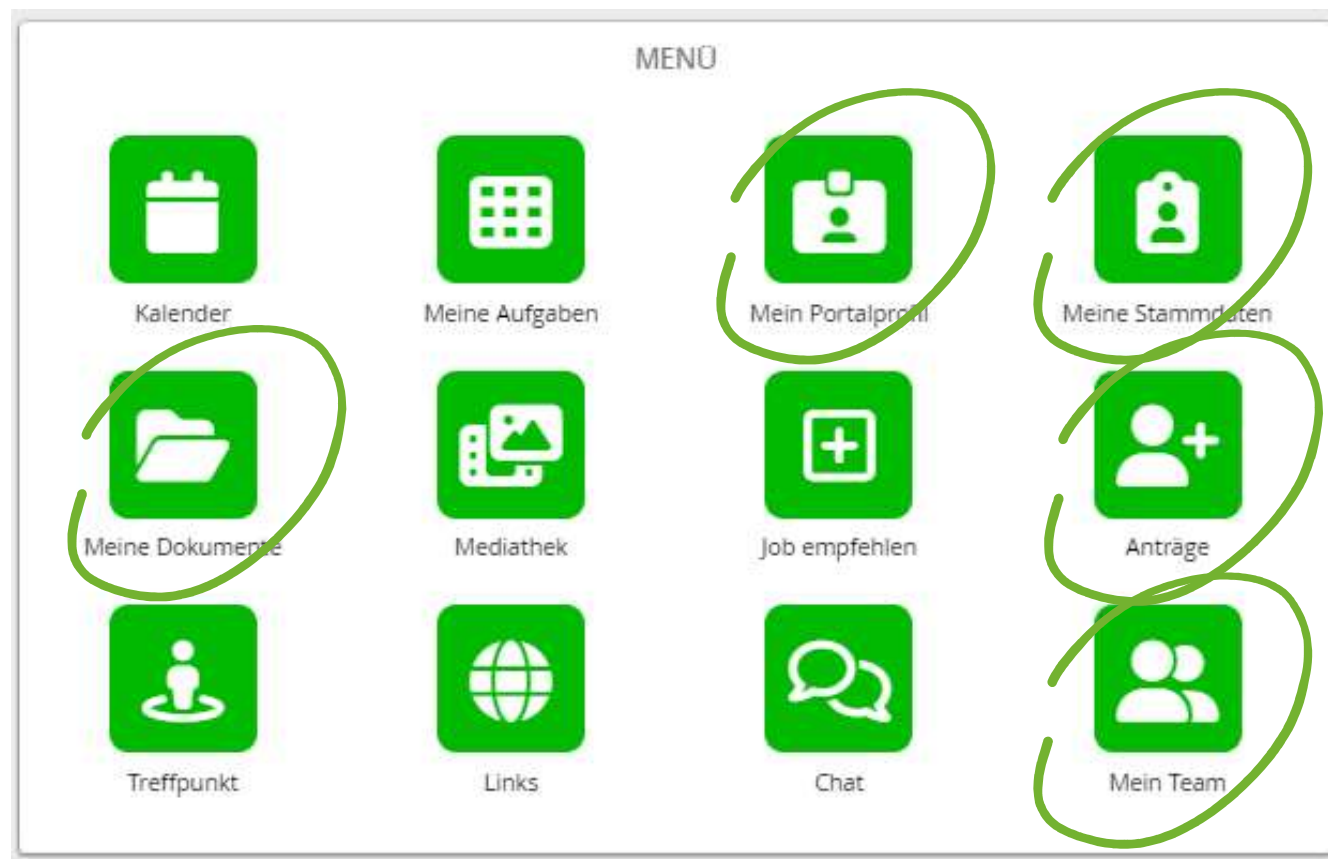 MENÜ
Kalender
Meine Aufgaben
Mein Portalprofil
Meine Stammdaten
Meine Dokumente
Mediathek
Job empfehlen
Anträge
Treffpunkt
Links
Chat
Mein Team